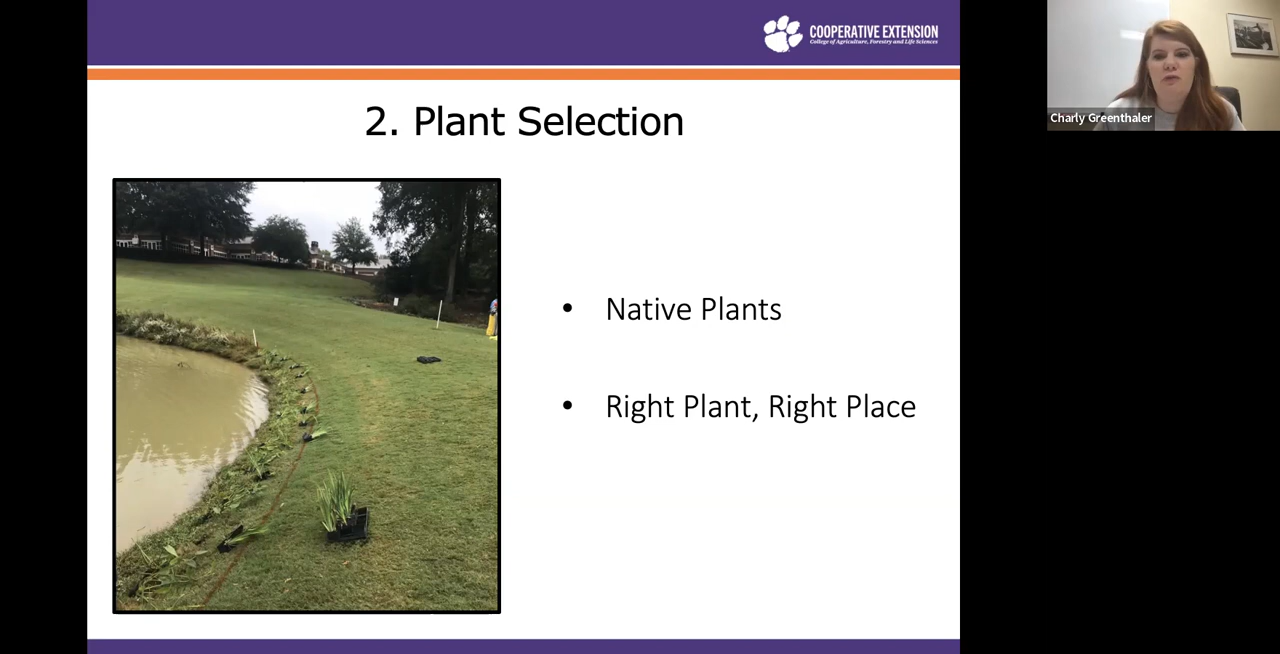 COOPERATIVE EXTENSION
College of Agriculture, Forestry and Life Sciences
Charly Greenthaler
2. Plant Selection
• Native Plants
• Right Plant, Right Place